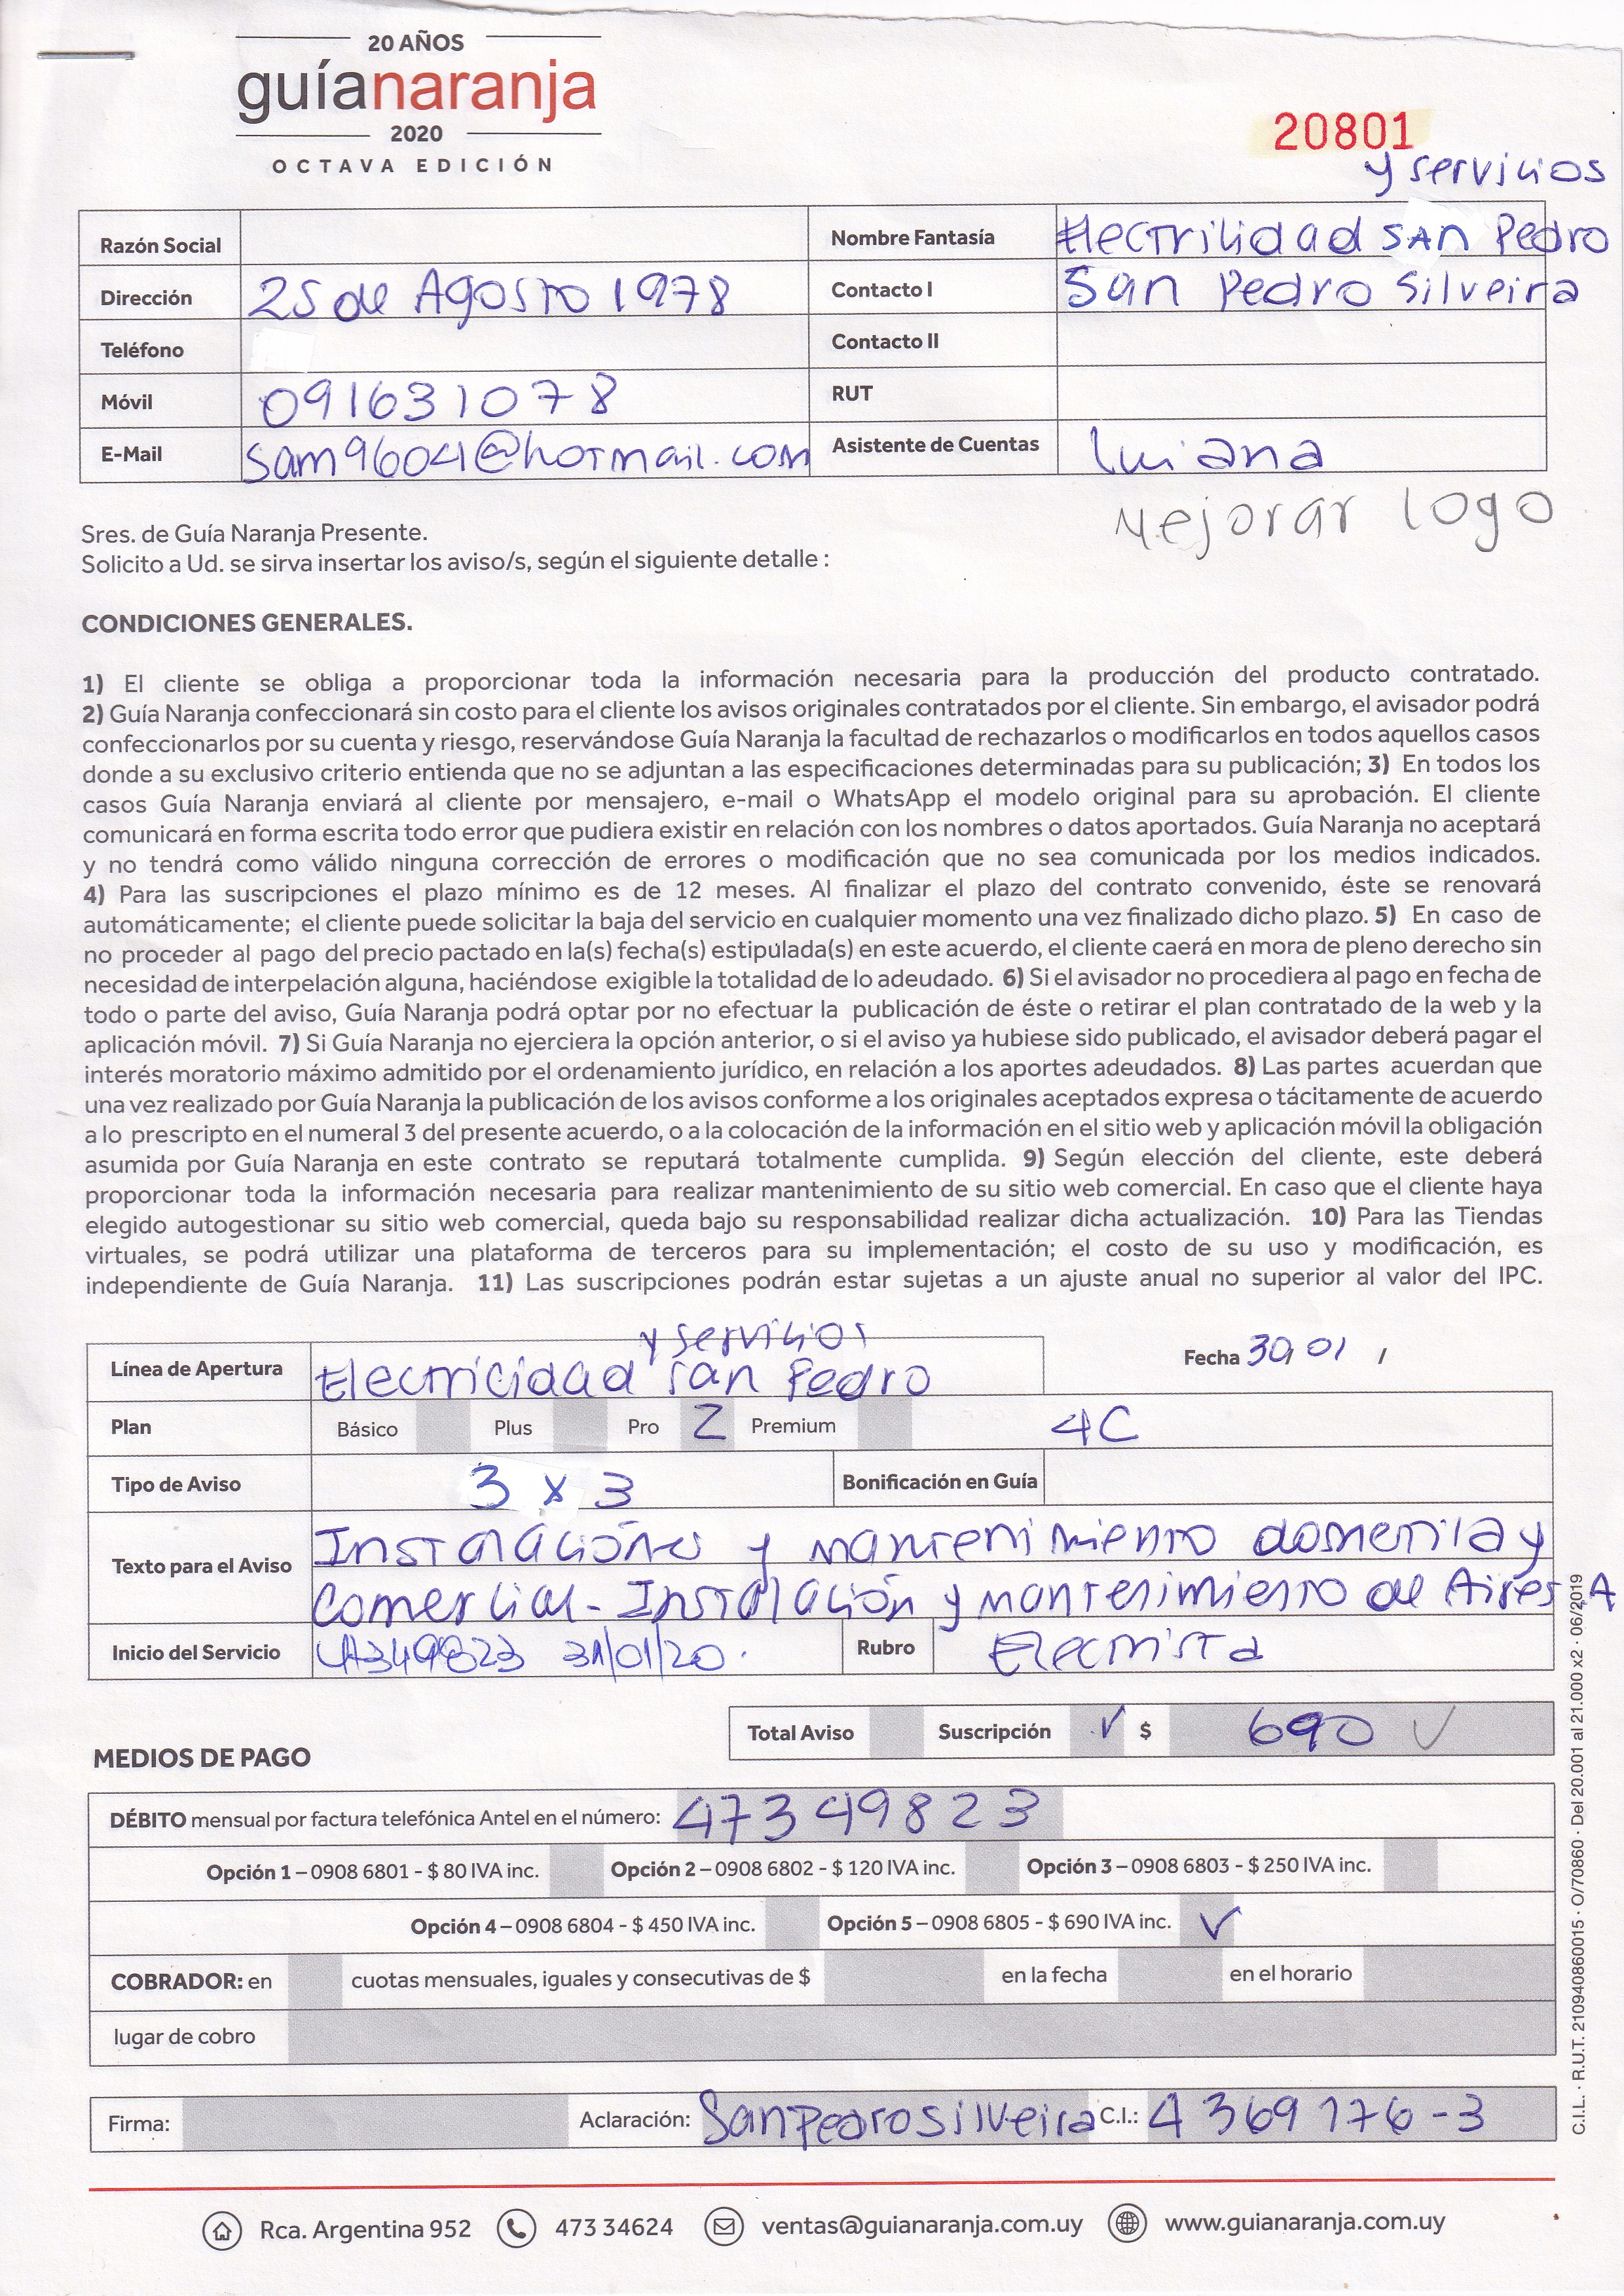 20 AÑOS
guíanaranja
2020
OCTAVA EDICIÓN
20801
y servicios
Razón Social
Nombre Fantasía Electricidad SAN Pedro
Dirección 25 de Agosto 1978
Contacto I San Pedro Silveira
Teléfono
Contacto II
Móvil 091631078
RUT
E-Mail sam9604@hotmail.com
Asistente de Cuentas Luciana
Mejorar logo
Sres. de Guía Naranja Presente.
Solicito a Ud. se sirva insertar los aviso/s, según el siguiente detalle :
CONDICIONES GENERALES.
1) El cliente se obliga a proporcionar toda la información necesaria para la producción del producto contratado.
2) Guía Naranja confeccionará sin costo para el cliente los avisos originales contratados por el cliente. Sin embargo, el avisador podrá
confeccionarlos por su cuenta y riesgo, reservándose Guía Naranja la facultad de rechazarlos o modificarlos en todos aquellos casos
donde a su exclusivo criterio entienda que no se adjuntan a las especificaciones determinadas para su publicación; 3) En todos los
casos Guía Naranja enviará al cliente por mensajero, e-mail o WhatsApp el modelo original para su aprobación. El cliente
comunicará en forma escrita todo error que pudiera existir en relación con los nombres o datos aportados. Guía Naranja no aceptará
y no tendrá como válido ninguna corrección de errores o modificación que no sea comunicada por los medios indicados.
4) Para las suscripciones el plazo mínimo es de 12 meses. Al finalizar el plazo del contrato convenido, éste se renovará
automáticamente; el cliente puede solicitar la baja del servicio en cualquier momento una vez finalizado dicho plazo. 5) En caso de
no proceder al pago del precio pactado en la(s) fecha(s) estipulada(s) en este acuerdo, el cliente caerá en mora de pleno derecho sin
necesidad de interpelación alguna, haciéndose exigible la totalidad de lo adeudado. 6) Si el avisador no procediera al pago en fecha de
todo o parte del aviso, Guía Naranja podrá optar por no efectuar la publicación de éste o retirar el plan contratado de la web y la
aplicación móvil. 7) Si Guía Naranja no ejerciera la opción anterior, o si el aviso ya hubiese sido publicado, el avisador deberá pagar el
interés moratorio máximo admitido por el ordenamiento jurídico, en relación a los aportes adeudados. 8) Las partes acuerdan que
una vez realizado por Guía Naranja la publicación de los avisos conforme a los originales aceptados expresa o tácitamente de acuerdo
a lo prescripto en el numeral 3 del presente acuerdo, o a la colocación de la información en el sitio web y aplicación móvil la obligación
asumida por Guía Naranja en este contrato se reputará totalmente cumplida. 9) Según elección del cliente, este deberá
proporcionar toda la información necesaria para realizar mantenimiento de su sitio web comercial. En caso que el cliente haya
elegido autogestionar su sitio web comercial, queda bajo su responsabilidad realizar dicha actualización. 10) Para las Tiendas
virtuales, se podrá utilizar una plataforma de terceros para su implementación; el costo de su uso y modificación, es
independiente de Guía Naranja. 11) Las suscripciones podrán estar sujetas a un ajuste anual no superior al valor del IPC.
y servicios
Línea de Apertura Electricidad San Pedro
Fecha 30/ 01 /
Plan Básico Plus Pro 2 Premium 4C
Tipo de Aviso 3 x 3 Bonificación en Guía
Texto para el Aviso
Instalaciónes y mantenimiento domestica y
Comercial - Instalación y mantenimiento de Aires A
Inicio del Servicio 47349823 31/01/20.
Rubro Electrista
Total Aviso Suscripción ✓ $ 690 ✓
MEDIOS DE PAGO
DÉBITO mensual por factura telefónica Antel en el número: 47349823
Opción 1 – 0908 6801 - $ 80 IVA inc. Opción 2 – 0908 6802 - $ 120 IVA inc. Opción 3 – 0908 6803 - $ 250 IVA inc.
Opción 4 – 0908 6804 - $ 450 IVA inc. Opción 5 – 0908 6805 - $ 690 IVA inc. ✓
COBRADOR: en cuotas mensuales, iguales y consecutivas de $ en la fecha en el horario
lugar de cobro
Firma: Aclaración: San Pedro Silveira C.I.: 4 369 176-3
Rca. Argentina 952 473 34624 ventas@guianaranja.com.uy www.guianaranja.com.uy
C.I.L. · R.U.T. 210940860015 · O/70860 · Del 20.001 al 21.000 x2 · 06/2019